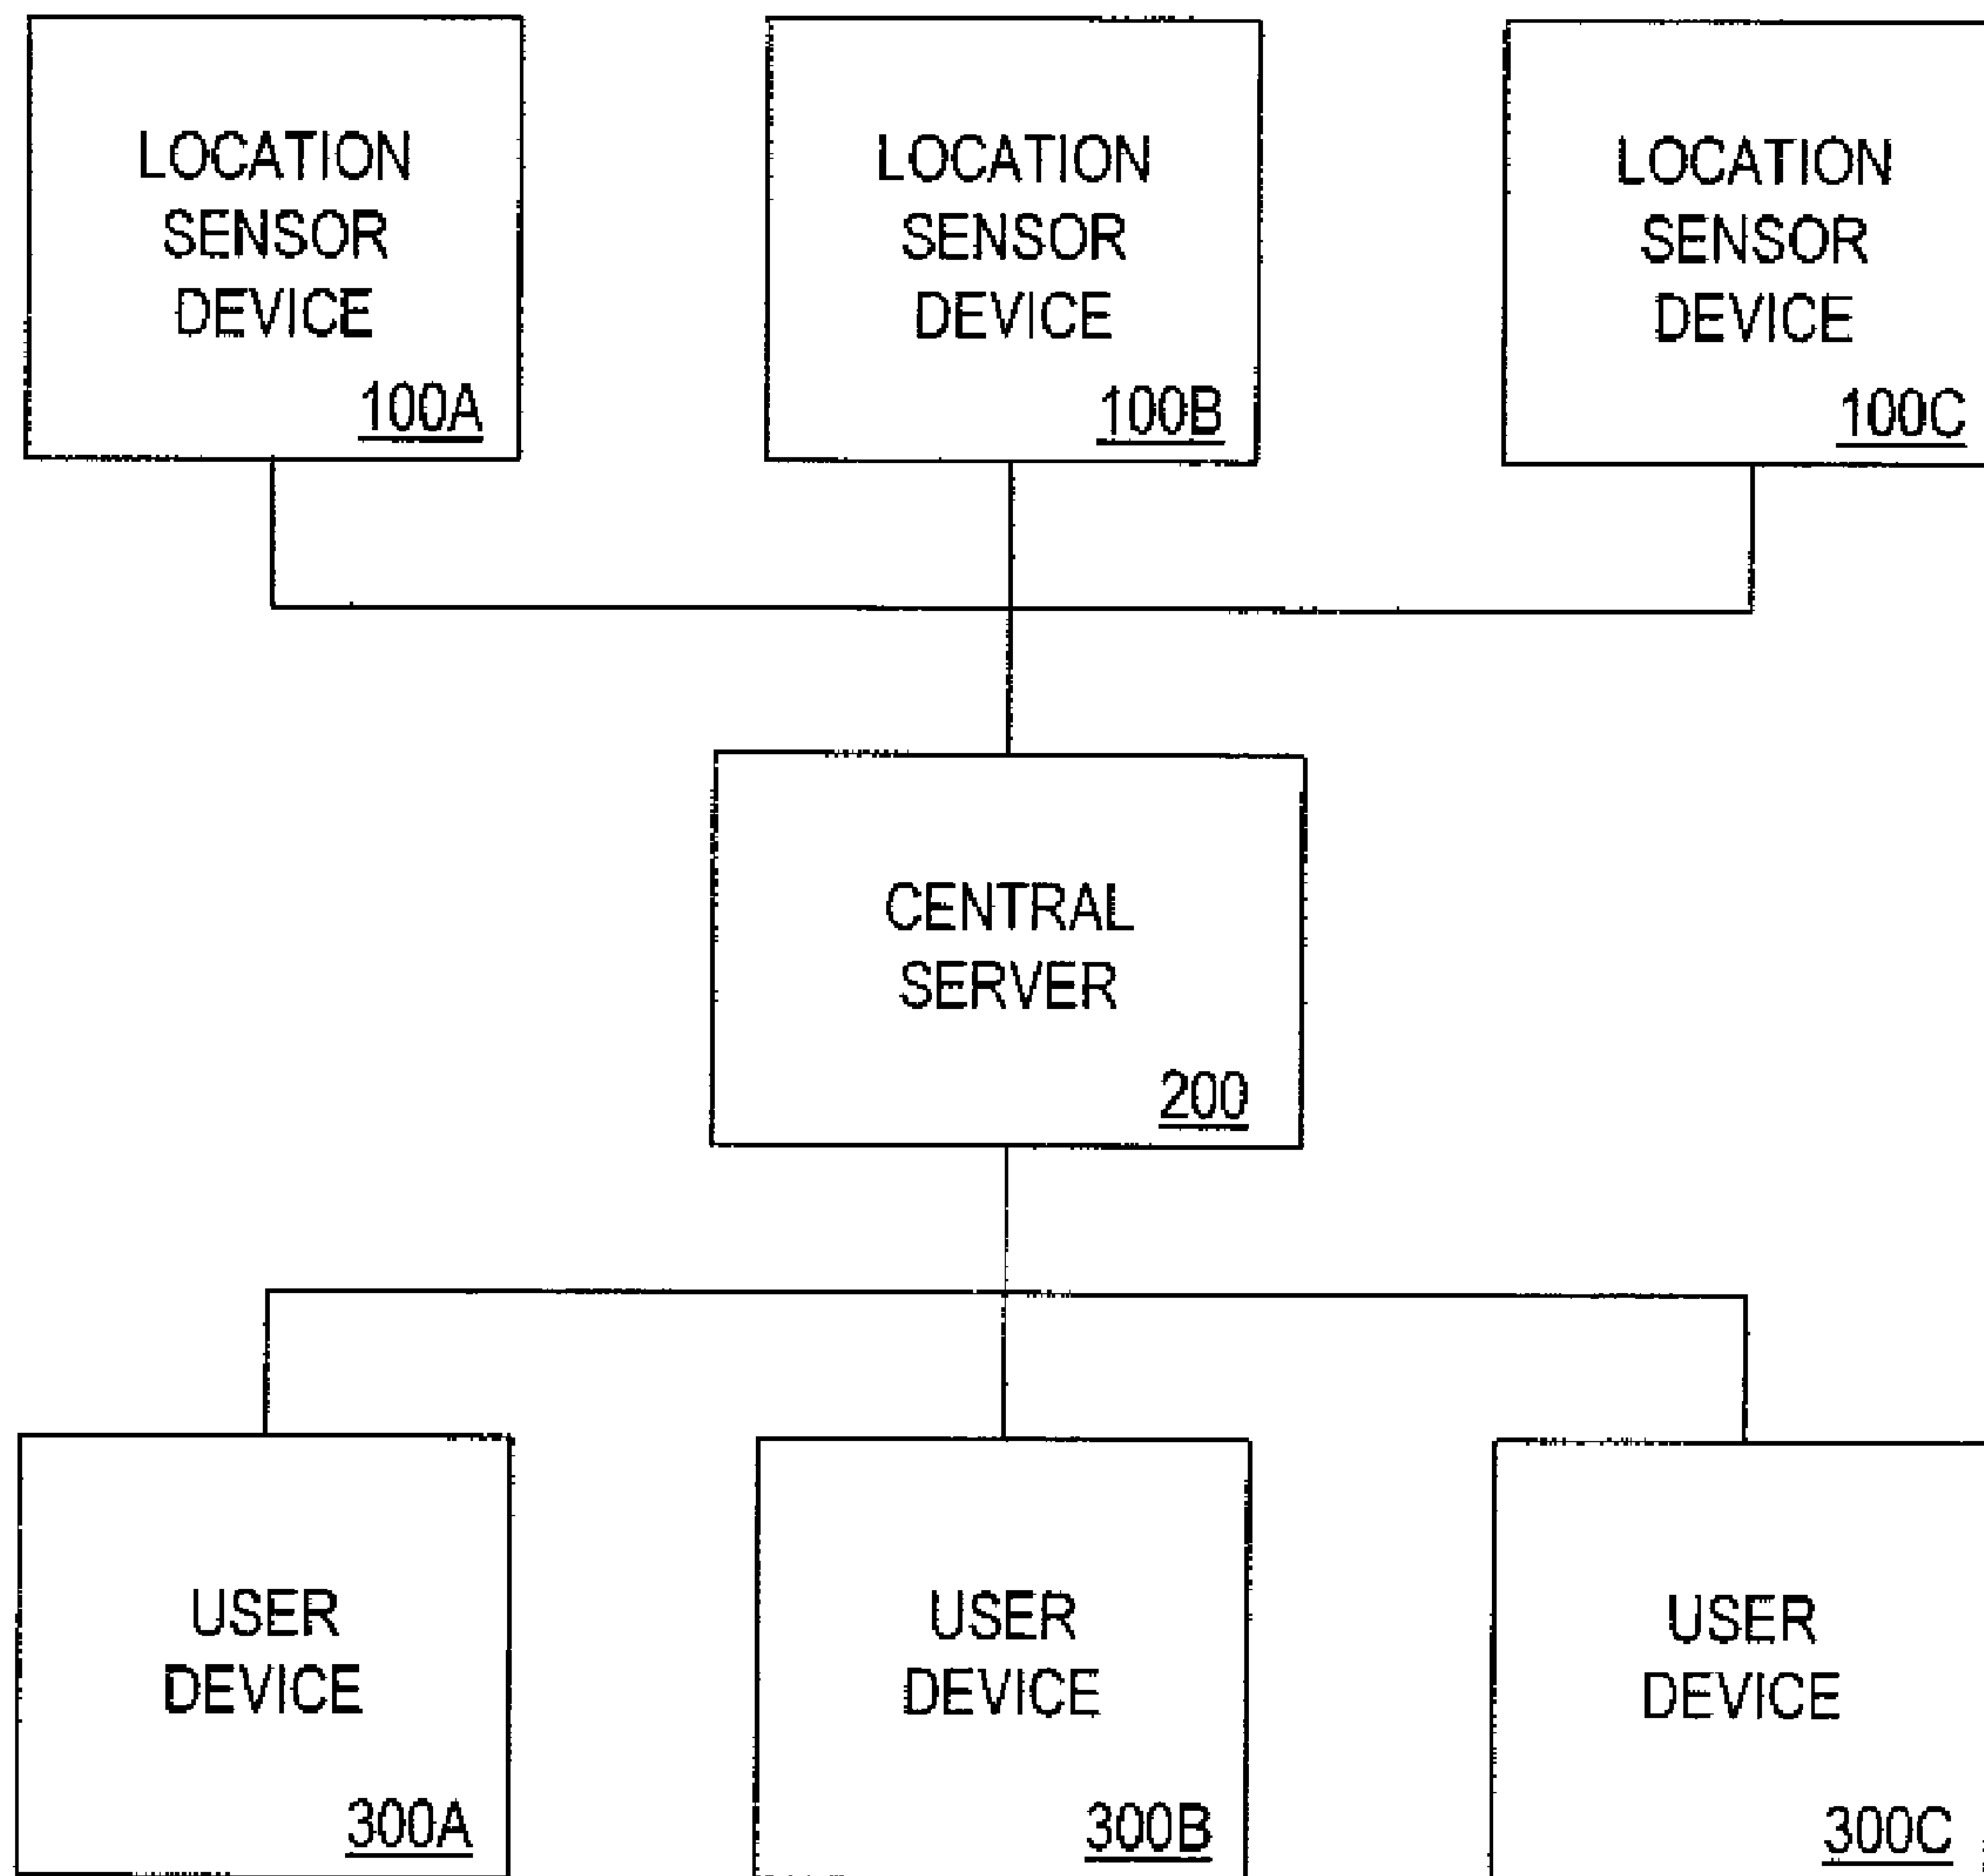 LOCATION
SENSOR
DEVICE
100A
LOCATION
SENSOR
DEVICE
100B
LOCATION
SENSOR
DEVICE
100C
CENTRAL
SERVER
200
USER
DEVICE
300A
USER
DEVICE
300B
USER
DEVICE
300C